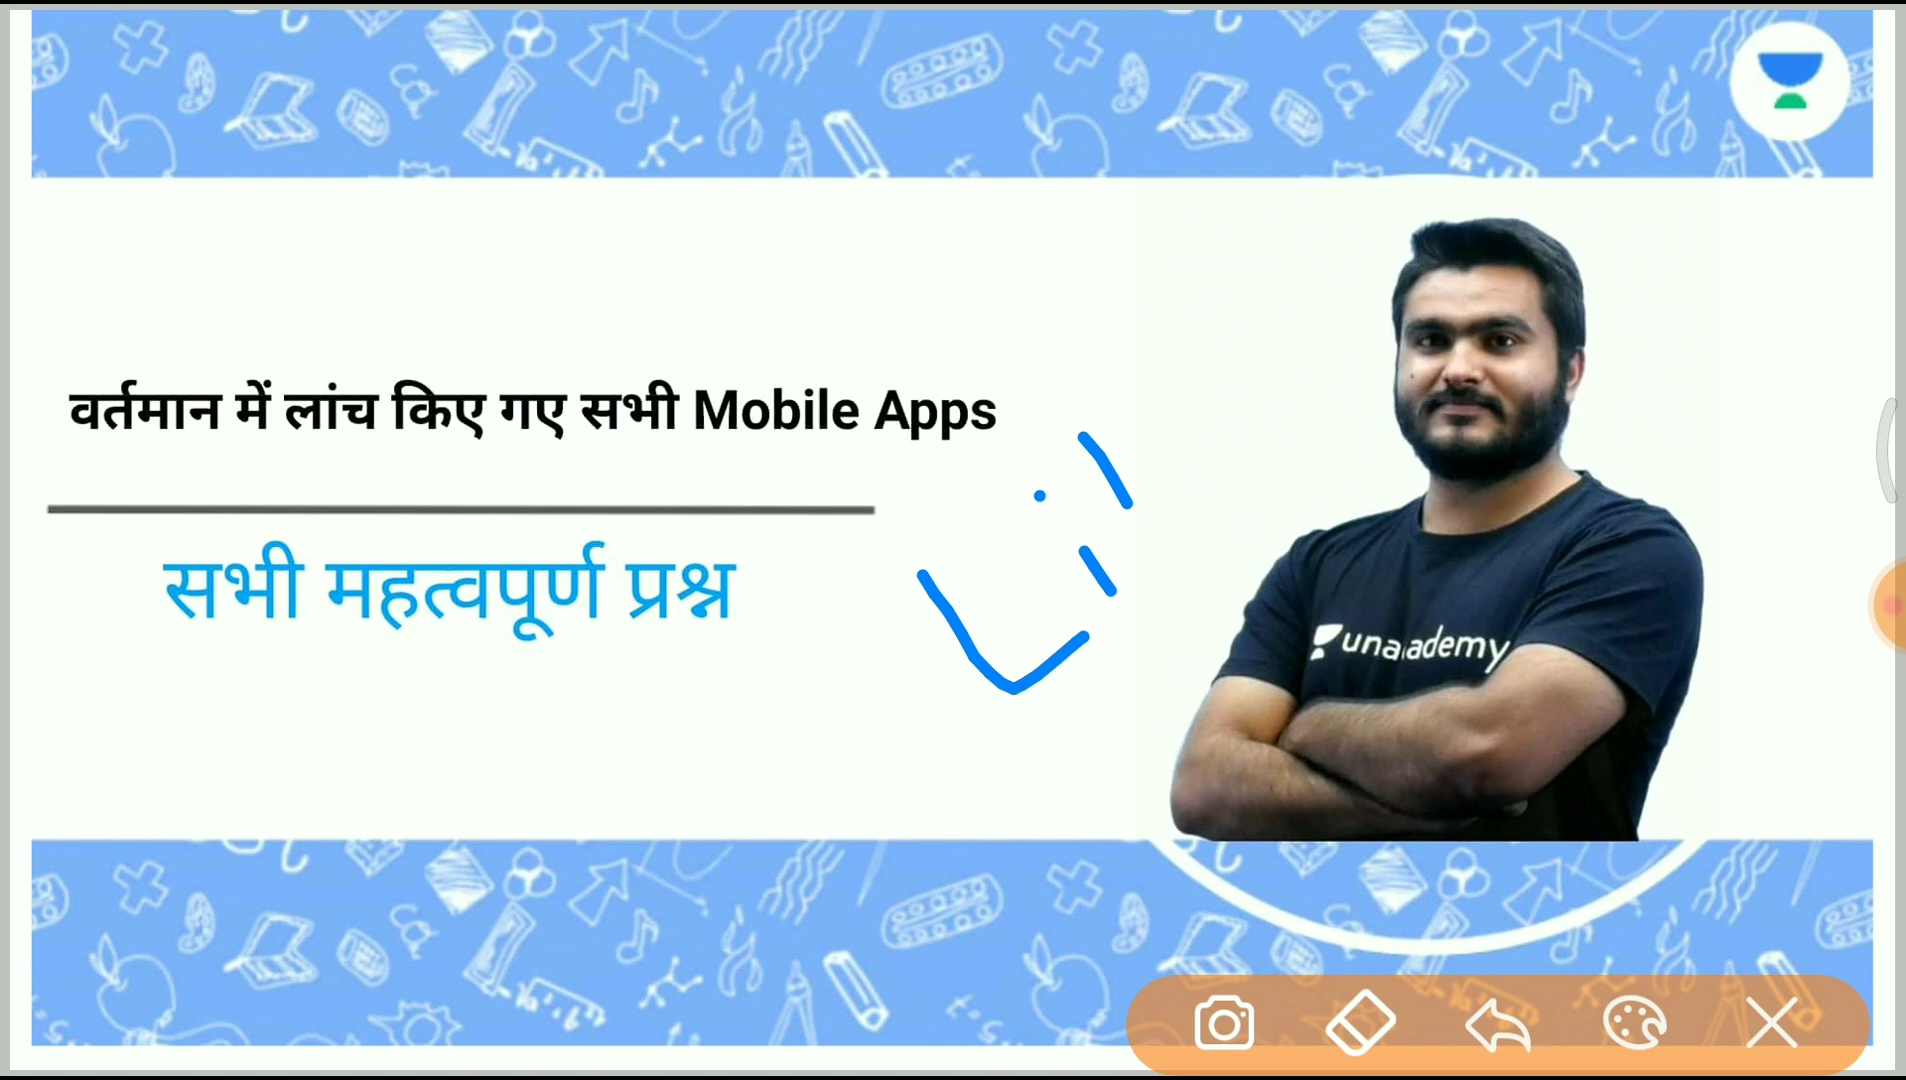 वर्तमान में लांच किए गए सभी Mobile Apps
सभी महत्वपूर्ण प्रश्न
unacademy